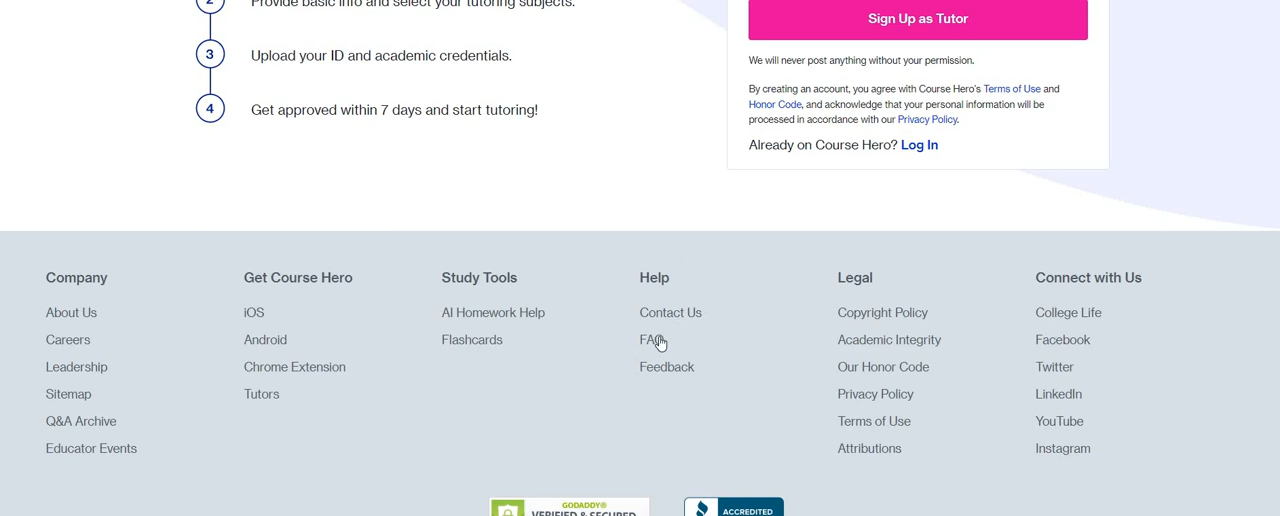 2 Provide basic info and select your tutoring subjects.
3 Upload your ID and academic credentials.
4 Get approved within 7 days and start tutoring!
Sign Up as Tutor
We will never post anything without your permission.
By creating an account, you agree with Course Hero's Terms of Use and
Honor Code, and acknowledge that your personal information will be
processed in accordance with our Privacy Policy.
Already on Course Hero? Log In
Company
About Us
Careers
Leadership
Sitemap
Q&A Archive
Educator Events
Get Course Hero
iOS
Android
Chrome Extension
Tutors
Study Tools
AI Homework Help
Flashcards
Help
Contact Us
FAQ
Feedback
Legal
Copyright Policy
Academic Integrity
Our Honor Code
Privacy Policy
Terms of Use
Attributions
Connect with Us
College Life
Facebook
Twitter
LinkedIn
YouTube
Instagram
GODADDY®
VERIFIED & SECURED
ACCREDITED